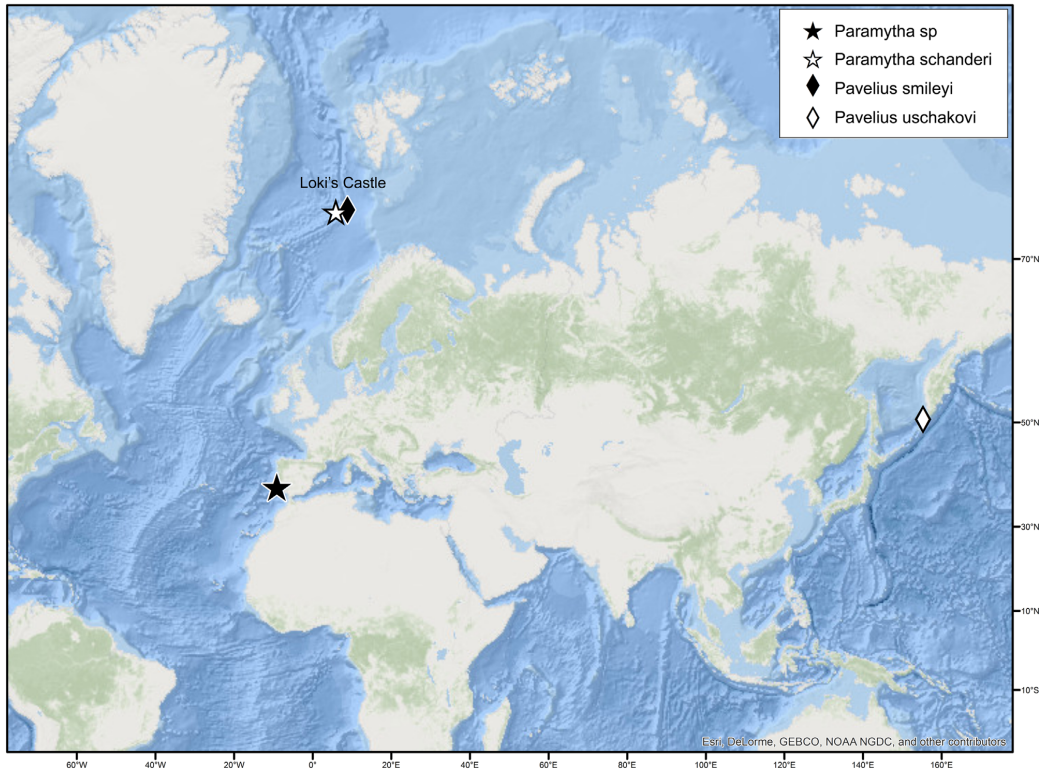 Paramytha sp
Paramytha schanderi
Pavelius smileyi
Pavelius uschakovi
Loki's Castle
70°N
50°N
30°N
10°N
10°S
Esri, DeLorme, GEBCO, NOAA NGDC, and other contributors
60°W
40°W
20°W
0°
20°E
40°E
60°E
80°E
100°E
120°E
140°E
160°E